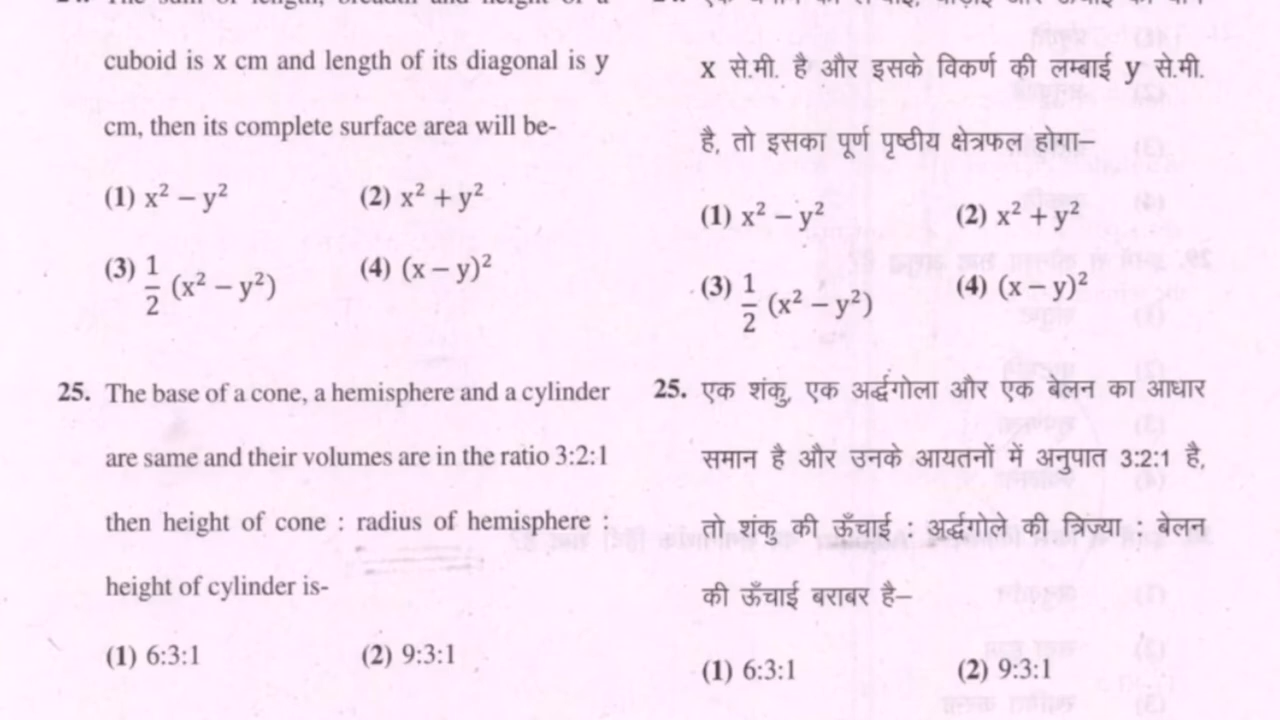 cuboid is x cm and length of its diagonal is y
cm, then its complete surface area will be-
(1) x² – y² (2) x² + y²
(3) 1/2 (x² – y²) (4) (x – y)²
25. The base of a cone, a hemisphere and a cylinder
are same and their volumes are in the ratio 3:2:1
then height of cone : radius of hemisphere :
height of cylinder is-
(1) 6:3:1 (2) 9:3:1
x से.मी. है और इसके विकर्ण की लम्बाई y से.मी.
है, तो इसका पूर्ण पृष्ठीय क्षेत्रफल होगा–
(1) x² – y² (2) x² + y²
(3) 1/2 (x² – y²) (4) (x – y)²
25. एक शंकु, एक अर्द्धगोला और एक बेलन का आधार
समान है और उनके आयतनों में अनुपात 3:2:1 है,
तो शंकु की ऊँचाई : अर्द्धगोले की त्रिज्या : बेलन
की ऊँचाई बराबर है–
(1) 6:3:1 (2) 9:3:1